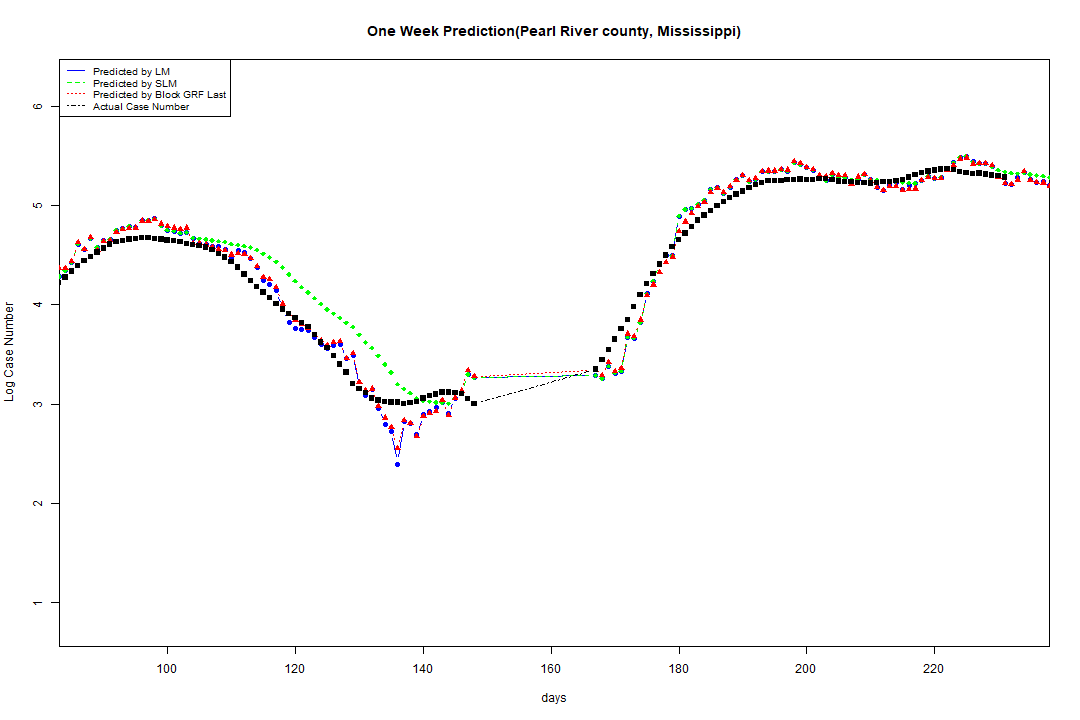 One Week Prediction(Pearl River county, Mississippi)
Predicted by LM
Predicted by SLM
Predicted by Block GRF Last
Actual Case Number
Log Case Number
6
5
4
3
2
1
100 120 140 160 180 200 220
days